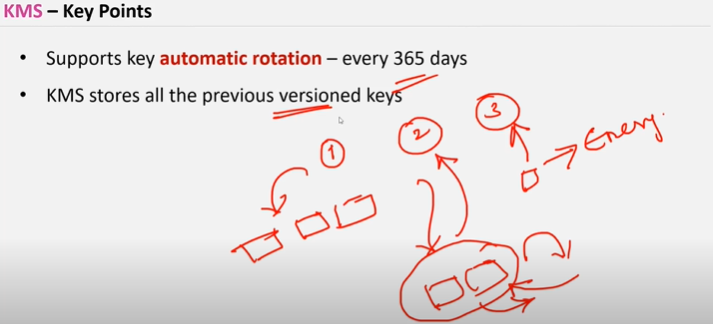 KMS – Key Points
• Supports key automatic rotation – every 365 days
• KMS stores all the previous versioned keys
1
2
3